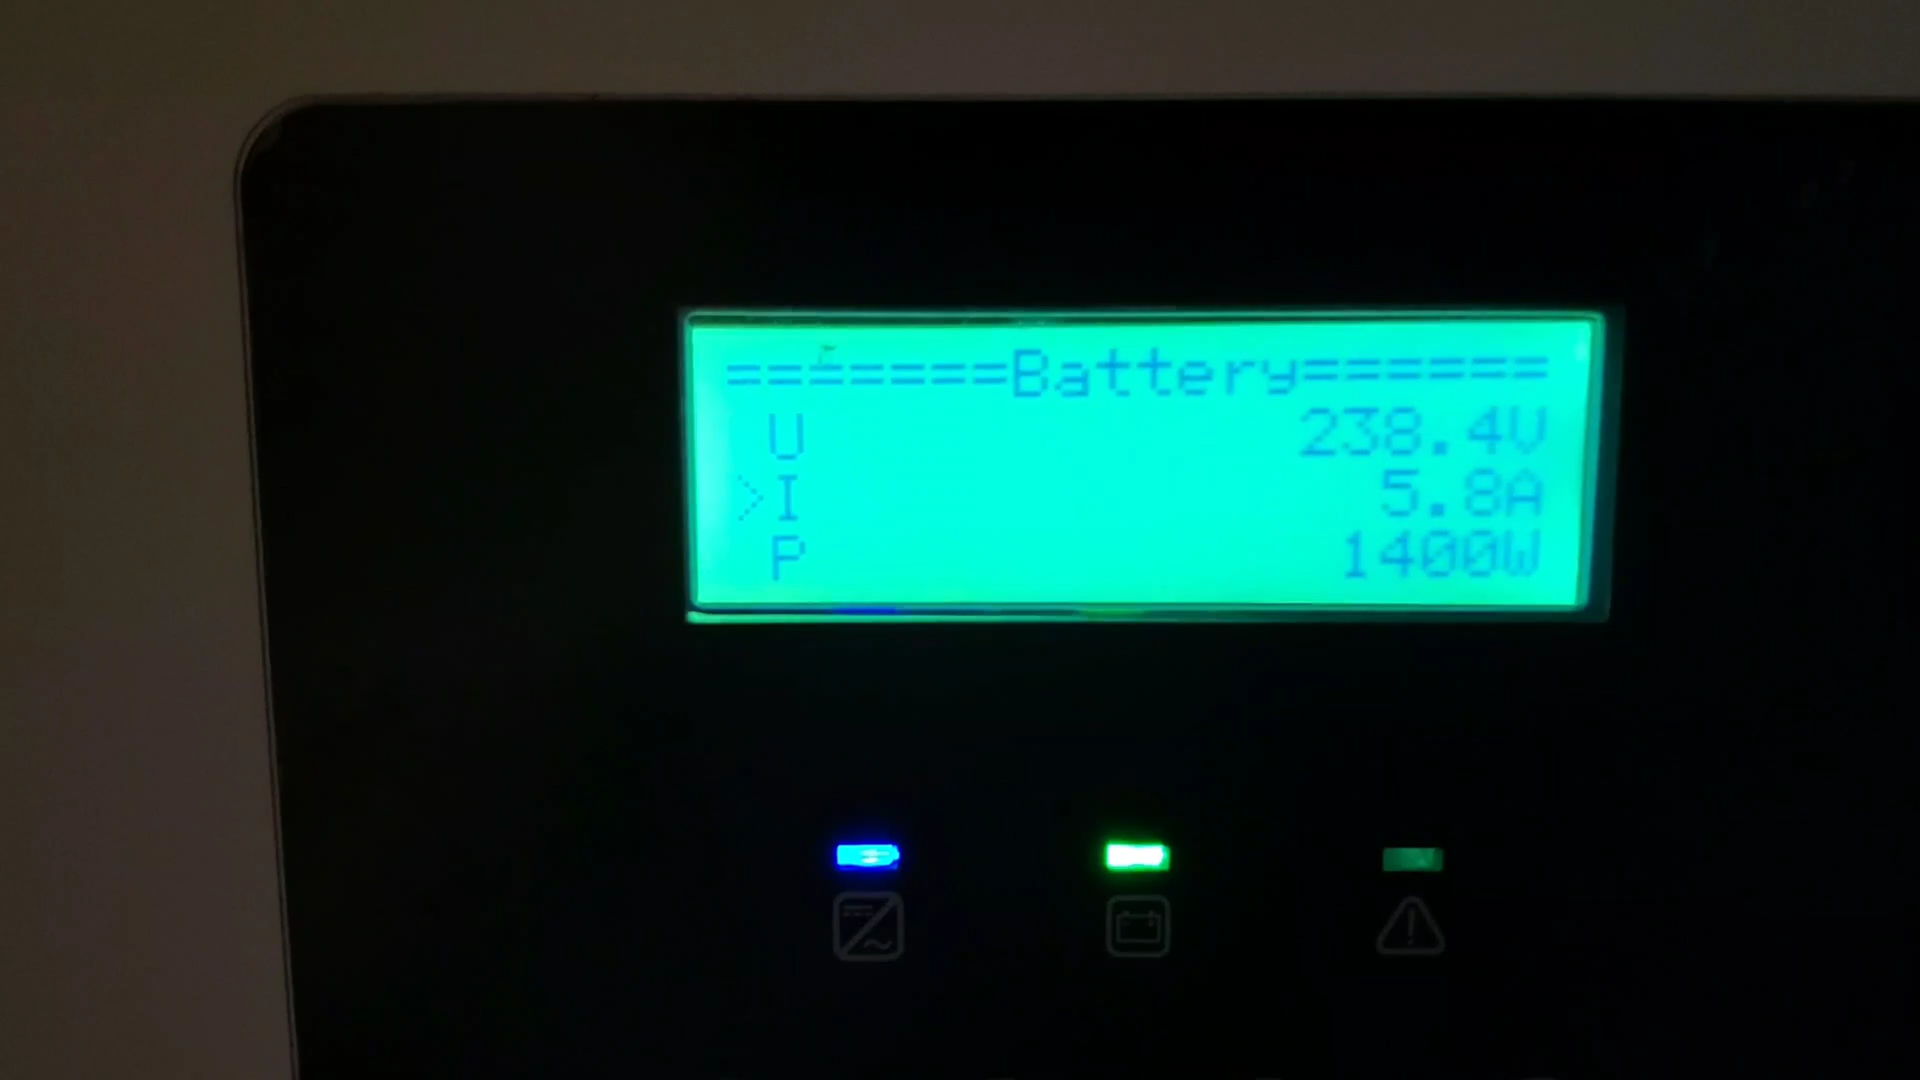 =======Battery======
U 238.4V
>I 5.8A
P 1400W